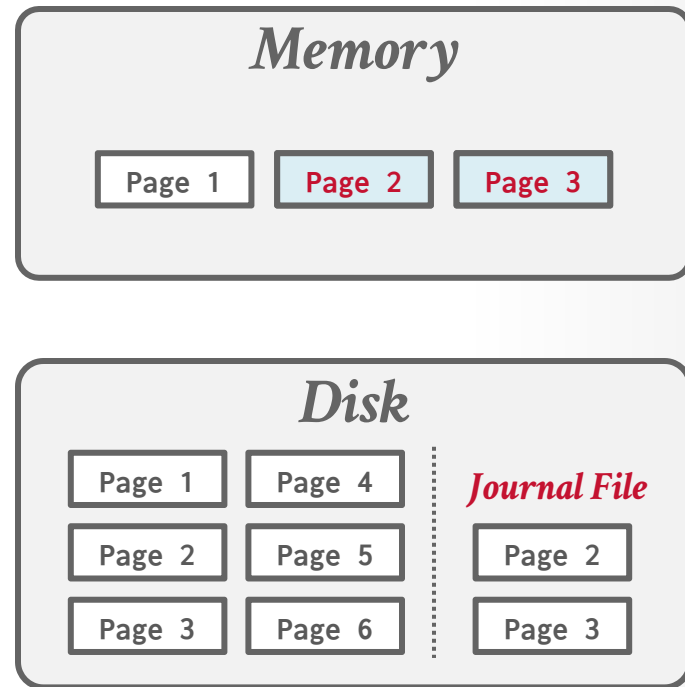 Memory
Page 1 Page 2 Page 3
Disk
Page 1 Page 4
Journal File
Page 2 Page 5 Page 2
Page 3 Page 6 Page 3